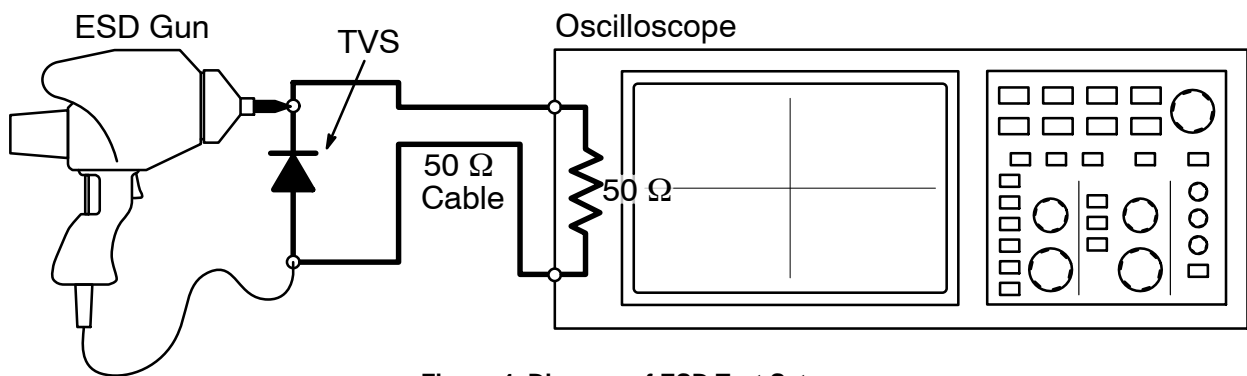 ESD Gun
TVS
Oscilloscope
50 Ω
Cable
50 Ω